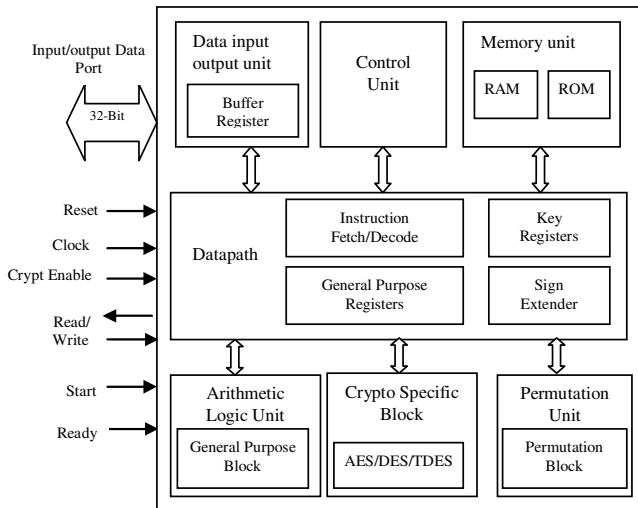 Input/output Data
Port
32-Bit
Data input
output unit
Buffer
Register
Control
Unit
Memory unit
RAM
ROM
Reset
Clock
Crypt Enable
Read/
Write
Start
Ready
Datapath
Instruction
Fetch/Decode
Key
Registers
General Purpose
Registers
Sign
Extender
Arithmetic
Logic Unit
General Purpose
Block
Crypto Specific
Block
AES/DES/TDES
Permutation
Unit
Permutation
Block